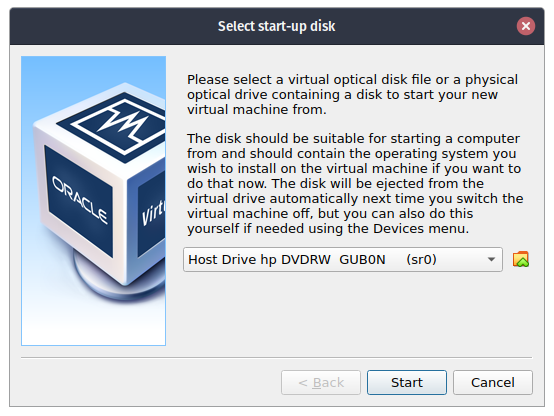 Select start-up disk
Please select a virtual optical disk file or a physical
optical drive containing a disk to start your new
virtual machine from.
The disk should be suitable for starting a computer
from and should contain the operating system you
wish to install on the virtual machine if you want to
do that now. The disk will be ejected from the
virtual drive automatically next time you switch the
virtual machine off, but you can also do this
yourself if needed using the Devices menu.
ORACLE
Virt
Host Drive hp DVDRW GUB0N (sr0)
< Back
Start
Cancel